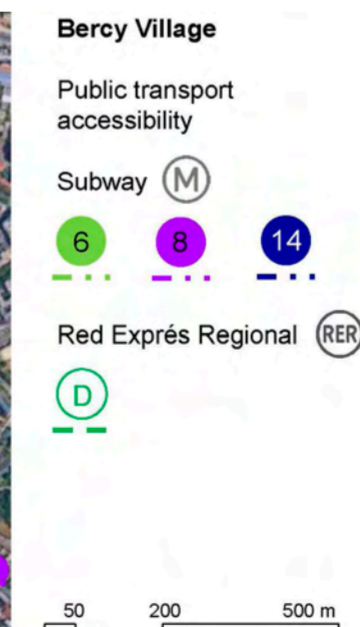 Bercy Village
Public transport
accessibility
Subway M
6 8 14
Red Exprés Regional RER
D
50 200 500 m